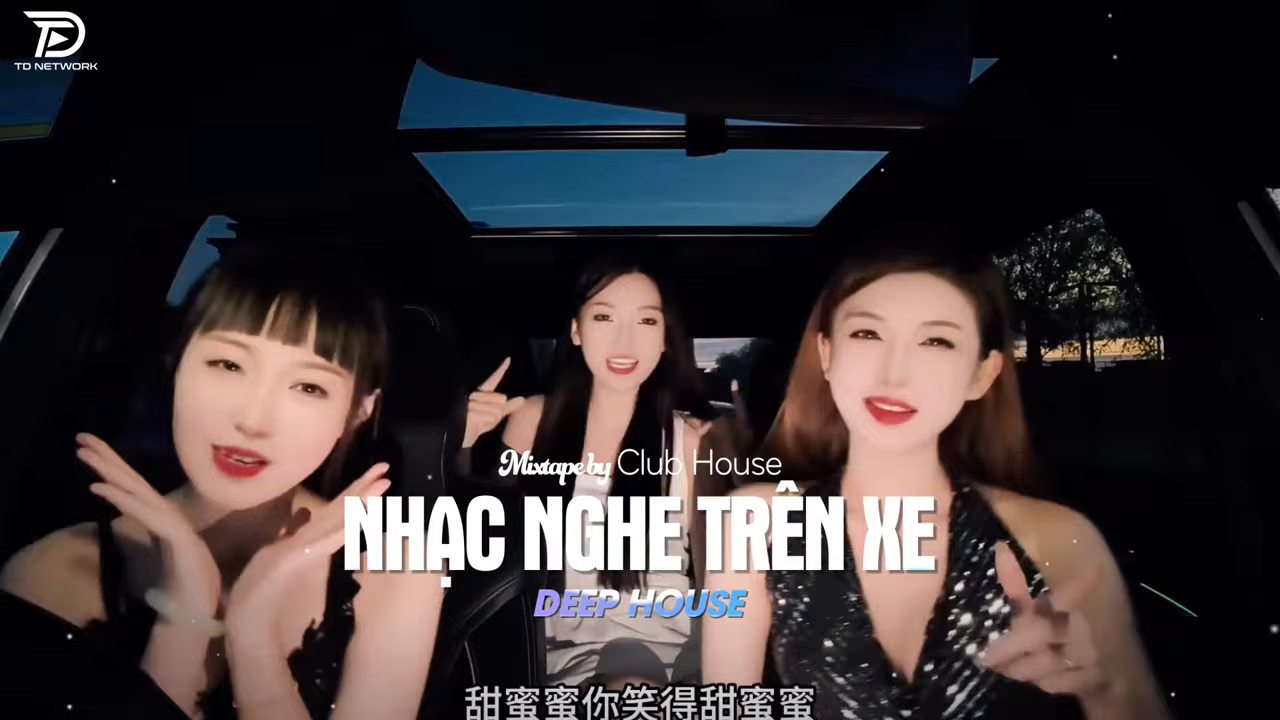 TD NETWORK
Mixtape by Club House
NHẠC NGHE TRÊN XE
DEEP HOUSE
甜蜜蜜你笑得甜蜜蜜